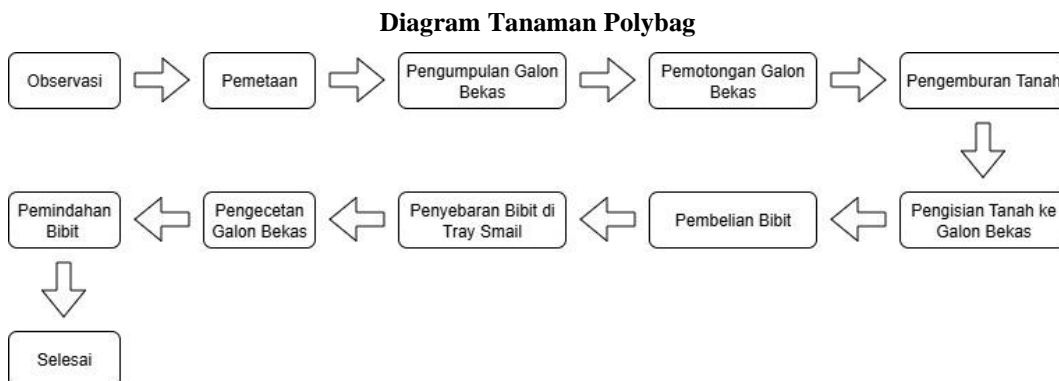 Diagram Tanaman Polybag
Observasi
Pemetaan
Pengumpulan Galon
Bekas
Pemotongan Galon
Bekas
Pengemburan Tanah
Pengisian Tanah ke
Galon Bekas
Pembelian Bibit
Penyebaran Bibit di
Tray Smail
Pengecetan
Galon Bekas
Pemindahan
Bibit
Selesai